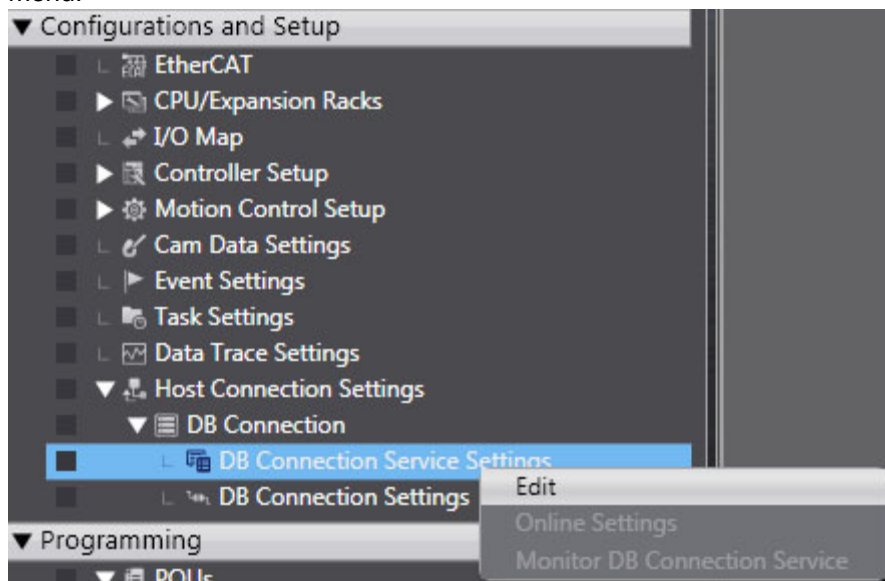 menu.
Configurations and Setup
EtherCAT
CPU/Expansion Racks
I/O Map
Controller Setup
Motion Control Setup
Cam Data Settings
Event Settings
Task Settings
Data Trace Settings
Host Connection Settings
DB Connection
DB Connection Service Settings
DB Connection Settings
Edit
Online Settings
Monitor DB Connection Service
Programming
POUs